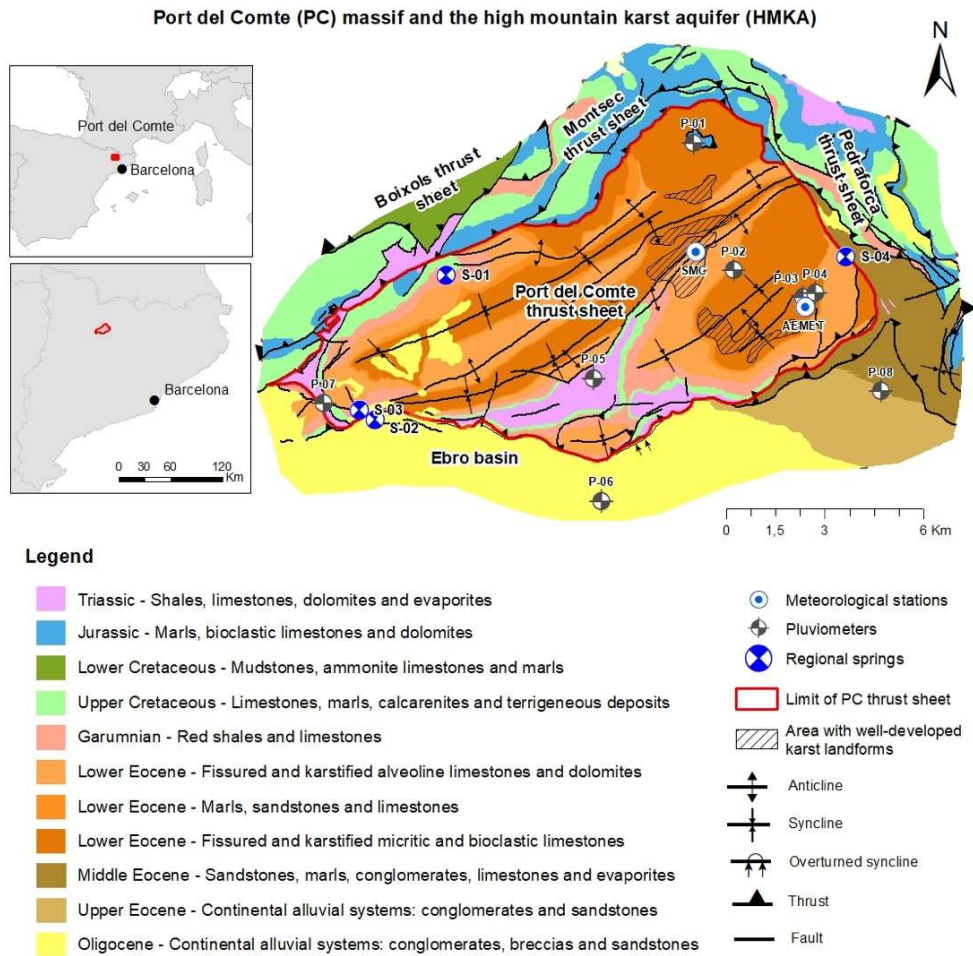 Port del Comte (PC) massif and the high mountain karst aquifer (HMKA)
N
Port del Comte
Barcelona
Barcelona
0 30 60 120
Km
Boixols thrust
sheet
Montsec
thrust sheet
Pedraforca
thrust sheet
Port del Comte
thrust sheet
Ebro basin
P-01
P-02
SMC
P-03
P-04
AEMET
S-04
S-01
P-05
P-07
S-03
S-02
P-08
P-06
0 1,5 3 6 Km
Legend
Triassic - Shales, limestones, dolomites and evaporites
Jurassic - Marls, bioclastic limestones and dolomites
Lower Cretaceous - Mudstones, ammonite limestones and marls
Upper Cretaceous - Limestones, marls, calcarenites and terrigeneous deposits
Garumnian - Red shales and limestones
Lower Eocene - Fissured and karstified alveoline limestones and dolomites
Lower Eocene - Marls, sandstones and limestones
Lower Eocene - Fissured and karstified micritic and bioclastic limestones
Middle Eocene - Sandstones, marls, conglomerates, limestones and evaporites
Upper Eocene - Continental alluvial systems: conglomerates and sandstones
Oligocene - Continental alluvial systems: conglomerates, breccias and sandstones
Meteorological stations
Pluviometers
Regional springs
Limit of PC thrust sheet
Area with well-developed
karst landforms
Anticline
Syncline
Overturned syncline
Thrust
Fault